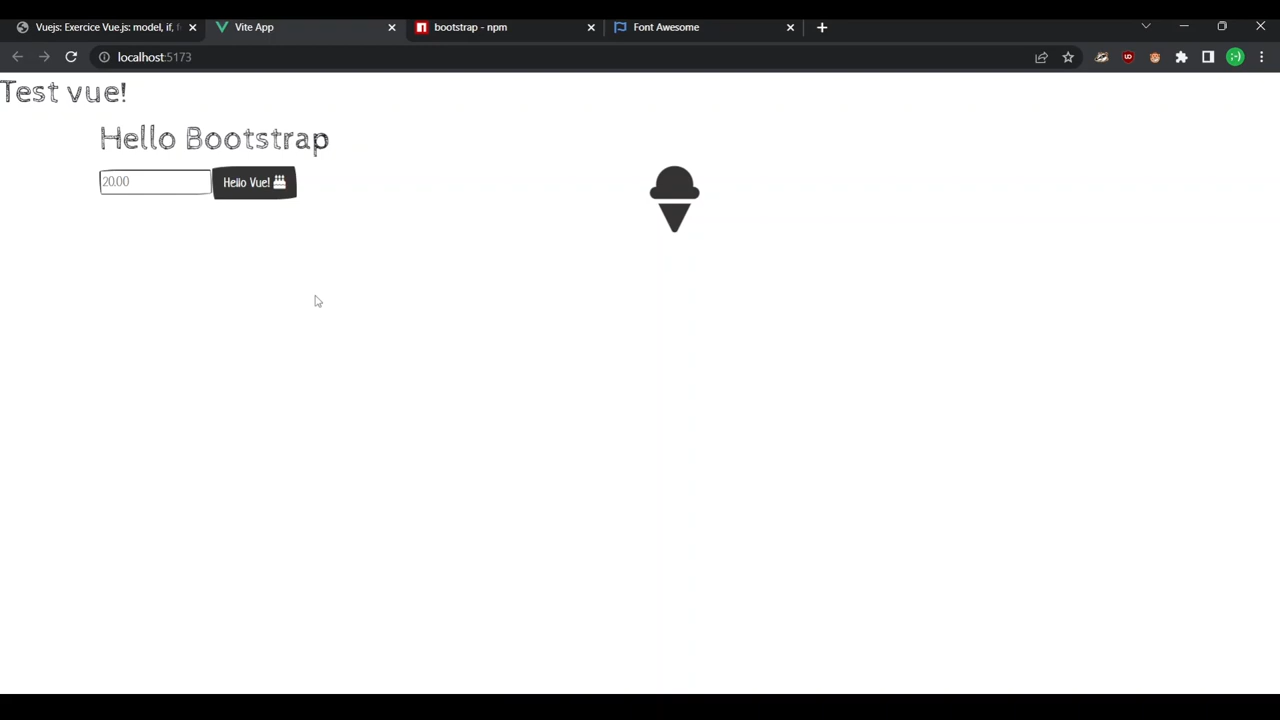 Vuejs: Exercice Vue.js: model, if, f
Vite App
bootstrap - npm
Font Awesome
localhost:5173
Test vue!
Hello Bootstrap
20.00
Hello Vue!